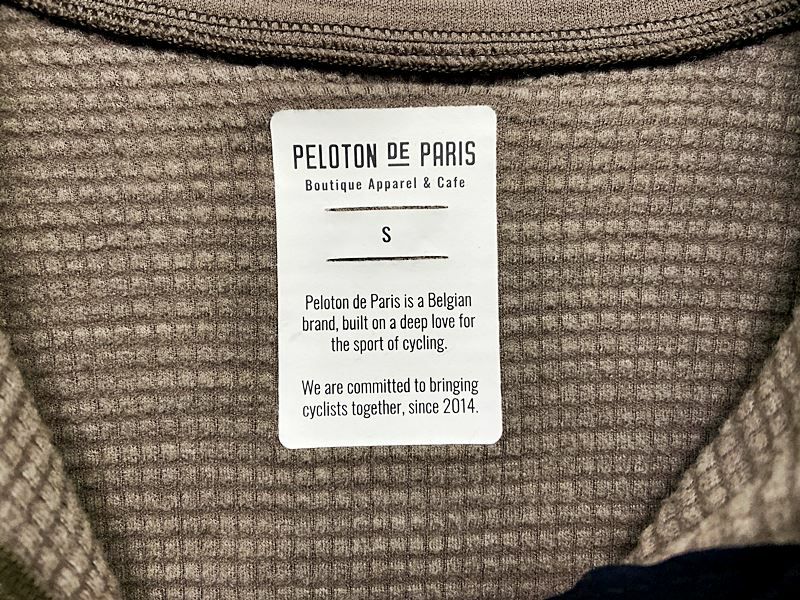 PELOTON DE PARIS
Boutique Apparel & Cafe
S
Peloton de Paris is a Belgian
brand, built on a deep love for
the sport of cycling.
We are committed to bringing
cyclists together, since 2014.